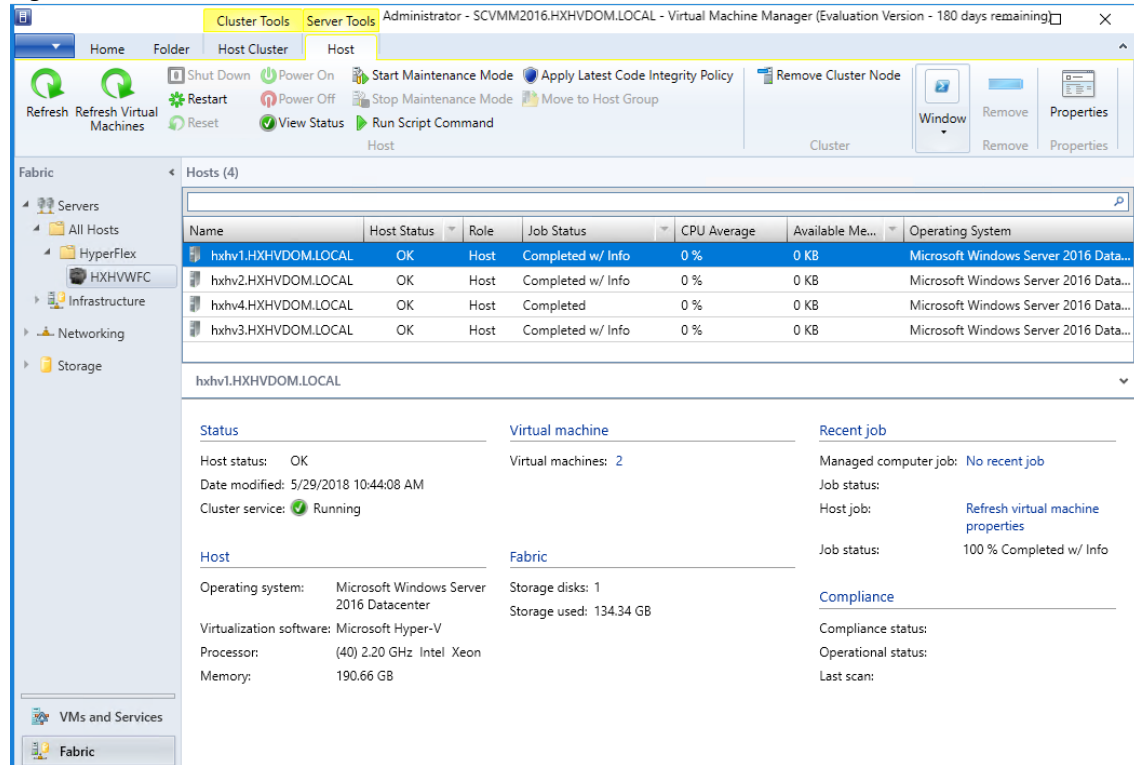 Cluster Tools Server Tools Administrator - SCVMM2016.HXHVDOM.LOCAL - Virtual Machine Manager (Evaluation Version - 180 days remaining)
Home Folder Host Cluster Host
Refresh
Refresh Virtual Machines
Shut Down Power On Start Maintenance Mode Apply Latest Code Integrity Policy
Restart Power Off Stop Maintenance Mode Move to Host Group
Reset View Status Run Script Command
Host
Remove Cluster Node
Cluster
Window
Remove
Remove
Properties
Properties
Fabric
Servers
All Hosts
HyperFlex
HXHVWFC
Infrastructure
Networking
Storage
VMs and Services
Fabric
Hosts (4)
Name Host Status Role Job Status CPU Average Available Me... Operating System
hxhv1.HXHVDOM.LOCAL OK Host Completed w/ Info 0 % 0 KB Microsoft Windows Server 2016 Data...
hxhv2.HXHVDOM.LOCAL OK Host Completed w/ Info 0 % 0 KB Microsoft Windows Server 2016 Data...
hxhv4.HXHVDOM.LOCAL OK Host Completed 0 % 0 KB Microsoft Windows Server 2016 Data...
hxhv3.HXHVDOM.LOCAL OK Host Completed w/ Info 0 % 0 KB Microsoft Windows Server 2016 Data...
hxhv1.HXHVDOM.LOCAL
Status
Host status: OK
Date modified: 5/29/2018 10:44:08 AM
Cluster service: Running
Virtual machine
Virtual machines: 2
Recent job
Managed computer job: No recent job
Job status:
Host job: Refresh virtual machine
properties
Job status: 100 % Completed w/ Info
Host
Operating system: Microsoft Windows Server
2016 Datacenter
Virtualization software: Microsoft Hyper-V
Processor: (40) 2.20 GHz Intel Xeon
Memory: 190.66 GB
Fabric
Storage disks: 1
Storage used: 134.34 GB
Compliance
Compliance status:
Operational status:
Last scan: